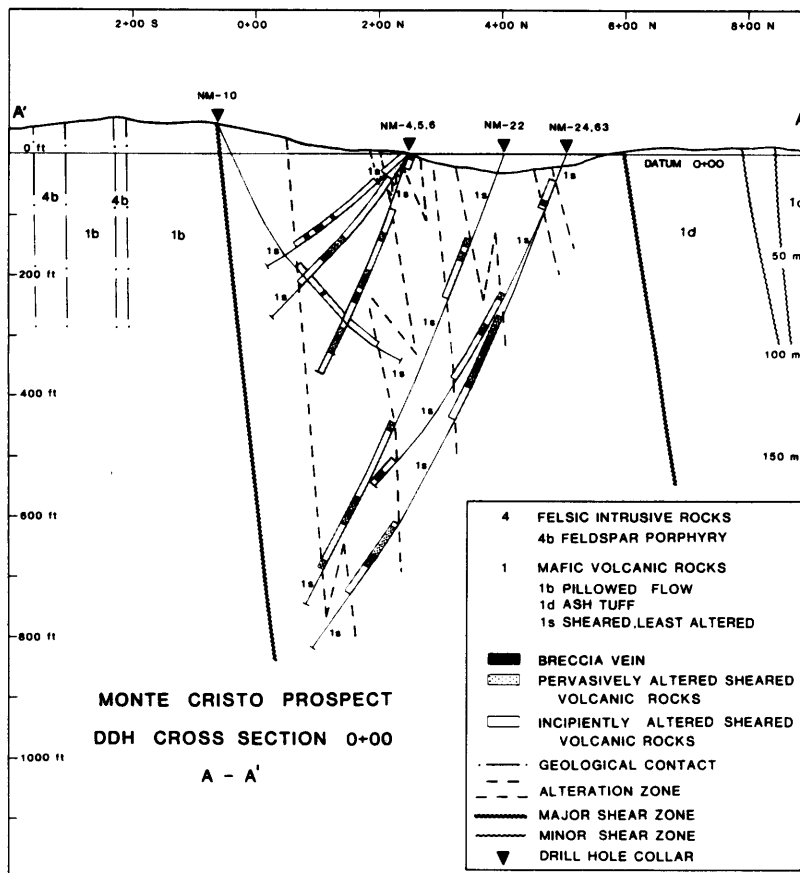 2+00 S 0+00 2+00 N 4+00 N 6+00 N 8+00 N
NM-10
A'
NM-4,5,6 NM-22 NM-24,63
A
0 ft
DATUM 0+00
1s 1s 1s
4b 4b
1s
1b 1b 1s 1d
1s 50 m
200 ft 1s
1s
1s
100 m
1s
400 ft
1s
1s
150 m
600 ft
1s
800 ft
1s
1000 ft
MONTE CRISTO PROSPECT
DDH CROSS SECTION 0+00
A - A'
4 FELSIC INTRUSIVE ROCKS
4b FELDSPAR PORPHYRY
1 MAFIC VOLCANIC ROCKS
1b PILLOWED FLOW
1d ASH TUFF
1s SHEARED, LEAST ALTERED
BRECCIA VEIN
PERVASIVELY ALTERED SHEARED
VOLCANIC ROCKS
INCIPIENTLY ALTERED SHEARED
VOLCANIC ROCKS
GEOLOGICAL CONTACT
ALTERATION ZONE
MAJOR SHEAR ZONE
MINOR SHEAR ZONE
DRILL HOLE COLLAR